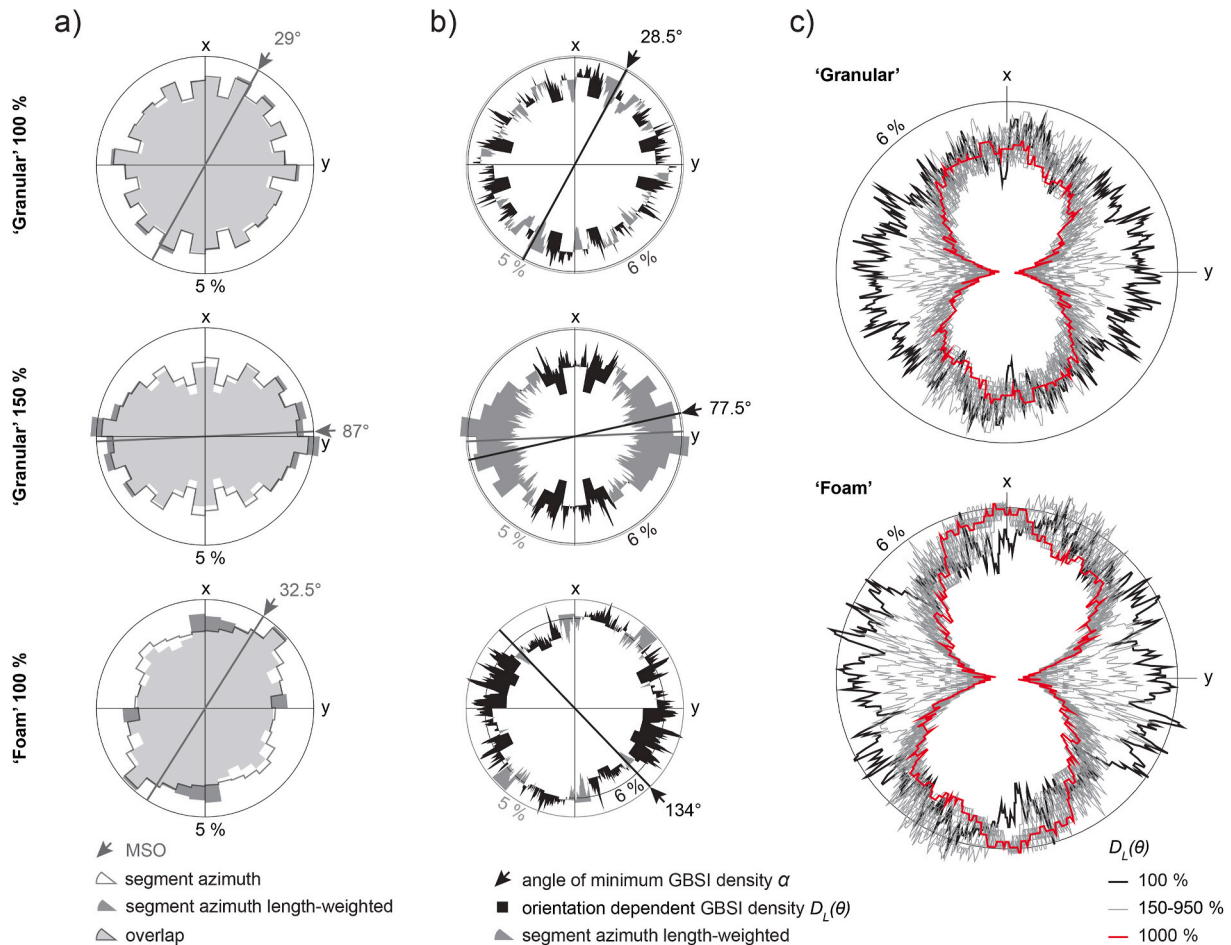 a)
b)
c)
'Granular' 100 %
x
29°
y
5 %
x
28.5°
y
5 %
6 %
'Granular' 150 %
x
87°
y
5 %
x
77.5°
y
5 %
6 %
'Foam' 100 %
x
32.5°
y
5 %
x
y
5 %
6 %
134°
MSO
segment azimuth
segment azimuth length-weighted
overlap
angle of minimum GBSI density α
orientation dependent GBSI density D_L(θ)
segment azimuth length-weighted
'Granular'
x
6 %
y
'Foam'
x
6 %
y
D_L(θ)
100 %
150-950 %
1000 %